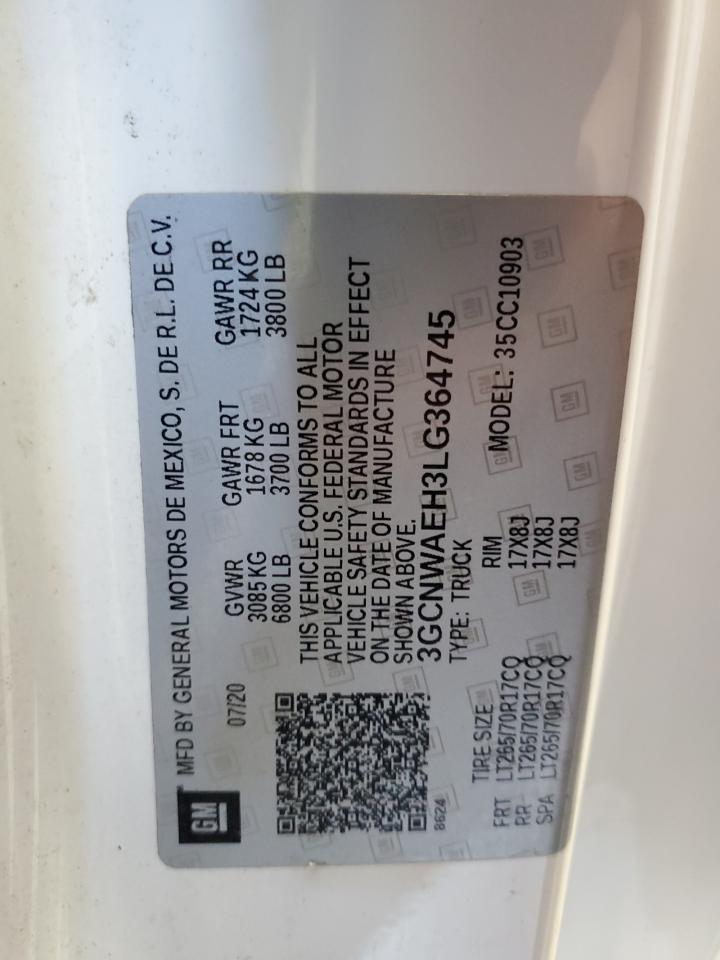 GM
MFD BY GENERAL MOTORS DE MEXICO, S. DE R.L. DE C.V.
07/20
GVWR GAWR FRT GAWR RR
3085 KG 1678 KG 1724 KG
6800 LB 3700 LB 3800 LB
THIS VEHICLE CONFORMS TO ALL
APPLICABLE U.S. FEDERAL MOTOR
VEHICLE SAFETY STANDARDS IN EFFECT
ON THE DATE OF MANUFACTURE
SHOWN ABOVE.
3GCNWAEH3LG364745
8624
TYPE: TRUCK MODEL: 35CC10903
TIRE SIZE RIM
FRT LT265/70R17CQ 17X8J
RR LT265/70R17CQ 17X8J
SPA LT265/70R17CQ 17X8J